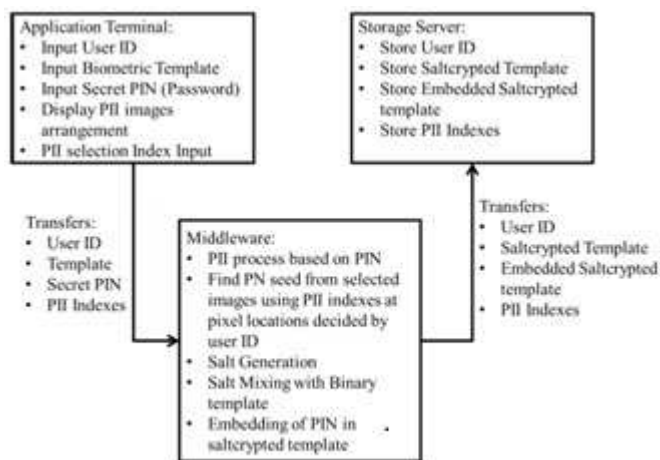 Application Terminal:
• Input User ID
• Input Biometric Template
• Input Secret PIN (Password)
• Display PII images
arrangement
• PII selection Index Input
Storage Server:
• Store User ID
• Store Saltcrypted Template
• Store Embedded Saltcrypted
template
• Store PII Indexes
Transfers:
• User ID
• Template
• Secret PIN
• PII Indexes
Middleware:
• PII process based on PIN
• Find PN seed from selected
images using PII indexes at
pixel locations decided by
user ID
• Salt Generation
• Salt Mixing with Binary
template
• Embedding of PIN in
saltcrypted template
Transfers:
• User ID
• Saltcrypted Template
• Embedded Saltcrypted
template
• PII Indexes